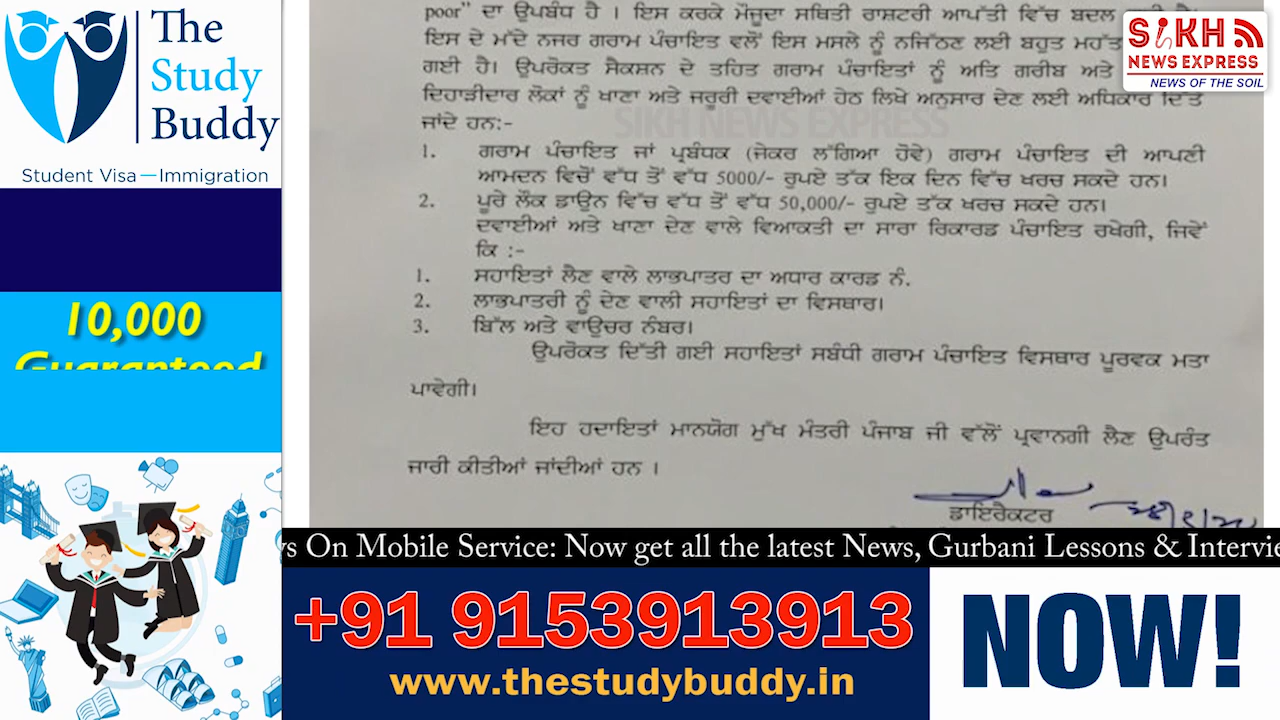 The
Study
Buddy
Student Visa — Immigration
10,000
Guaranteed
poor” ਦਾ ਉਪਬੰਧ ਹੈ । ਇਸ ਕਰਕੇ ਮੌਜੂਦਾ ਸਥਿਤੀ ਰਾਸ਼ਟਰੀ ਆਪੱਤੀ ਵਿੱਚ ਬਦਲ
ਇਸ ਦੇ ਮੱਦੇ ਨਜਰ ਗਰਾਮ ਪੰਚਾਇਤ ਵਲੋਂ ਇਸ ਮਸਲੇ ਨੂੰ ਨਜਿੱਠਣ ਲਈ ਬਹੁਤ
ਗਈ ਹੈ। ਉਪਰੋਕਤ ਸੈਕਸ਼ਨ ਦੇ ਤਹਿਤ ਗਰਾਮ ਪੰਚਾਇਤਾਂ ਨੂੰ ਅਤਿ ਗਰੀਬ ਅਤੇ
ਦਿਹਾੜੀਦਾਰ ਲੋਕਾਂ ਨੂੰ ਖਾਣਾ ਅਤੇ ਜਰੂਰੀ ਦਵਾਈਆਂ ਹੇਠ ਲਿਖੇ ਅਨੁਸਾਰ ਦੇਣ ਲਈ ਅਧਿਕਾਰ ਦਿੱਤੇ
ਜਾਂਦੇ ਹਨ:-
SIKH NEWS EXPRESS
1. ਗਰਾਮ ਪੰਚਾਇਤ ਜਾਂ ਪ੍ਰਬੰਧਕ (ਜੇਕਰ ਲੱਗਿਆ ਹੋਵੇ) ਗਰਾਮ ਪੰਚਾਇਤ ਦੀ ਆਪਣੀ
ਆਮਦਨ ਵਿਚੋਂ ਵੱਧ ਤੋਂ ਵੱਧ 5000/- ਰੁਪਏ ਤੱਕ ਇਕ ਦਿਨ ਵਿੱਚ ਖਰਚ ਸਕਦੇ ਹਨ।
2. ਪੂਰੇ ਲੌਕ ਡਾਉਨ ਵਿੱਚ ਵੱਧ ਤੋਂ ਵੱਧ 50,000/- ਰੁਪਏ ਤੱਕ ਖਰਚ ਸਕਦੇ ਹਨ।
ਦਵਾਈਆਂ ਅਤੇ ਖਾਣਾ ਦੇਣ ਵਾਲੇ ਵਿਆਕਤੀ ਦਾ ਸਾਰਾ ਰਿਕਾਰਡ ਪੰਚਾਇਤ ਰਖੇਗੀ, ਜਿਵੇਂ
ਕਿ :-
1. ਸਹਾਇਤਾਂ ਲੈਣ ਵਾਲੇ ਲਾਭਪਾਤਰ ਦਾ ਅਧਾਰ ਕਾਰਡ ਨੰ.
2. ਲਾਭਪਾਤਰੀ ਨੂੰ ਦੇਣ ਵਾਲੀ ਸਹਾਇਤਾਂ ਦਾ ਵਿਸਥਾਰ।
3. ਬਿੱਲ ਅਤੇ ਵਾਊਚਰ ਨੰਬਰ।
ਉਪਰੋਕਤ ਦਿੱਤੀ ਗਈ ਸਹਾਇਤਾਂ ਸਬੰਧੀ ਗਰਾਮ ਪੰਚਾਇਤ ਵਿਸਥਾਰ ਪੂਰਵਕ ਮਤਾ
ਪਾਵੇਗੀ।
ਇਹ ਹਦਾਇਤਾਂ ਮਾਨਯੋਗ ਮੁੱਖ ਮੰਤਰੀ ਪੰਜਾਬ ਜੀ ਵੱਲੋਂ ਪ੍ਰਵਾਨਗੀ ਲੈਣ ਉਪਰੰਤ
ਜਾਰੀ ਕੀਤੀਆਂ ਜਾਂਦੀਆਂ ਹਨ ।
ਡਾਇਰੈਕਟਰ
SIKH
NEWS EXPRESS
NEWS OF THE SOIL
On Mobile Service: Now get all the latest News, Gurbani Lessons &
+91 9153913913
www.thestudybuddy.in
NOW!